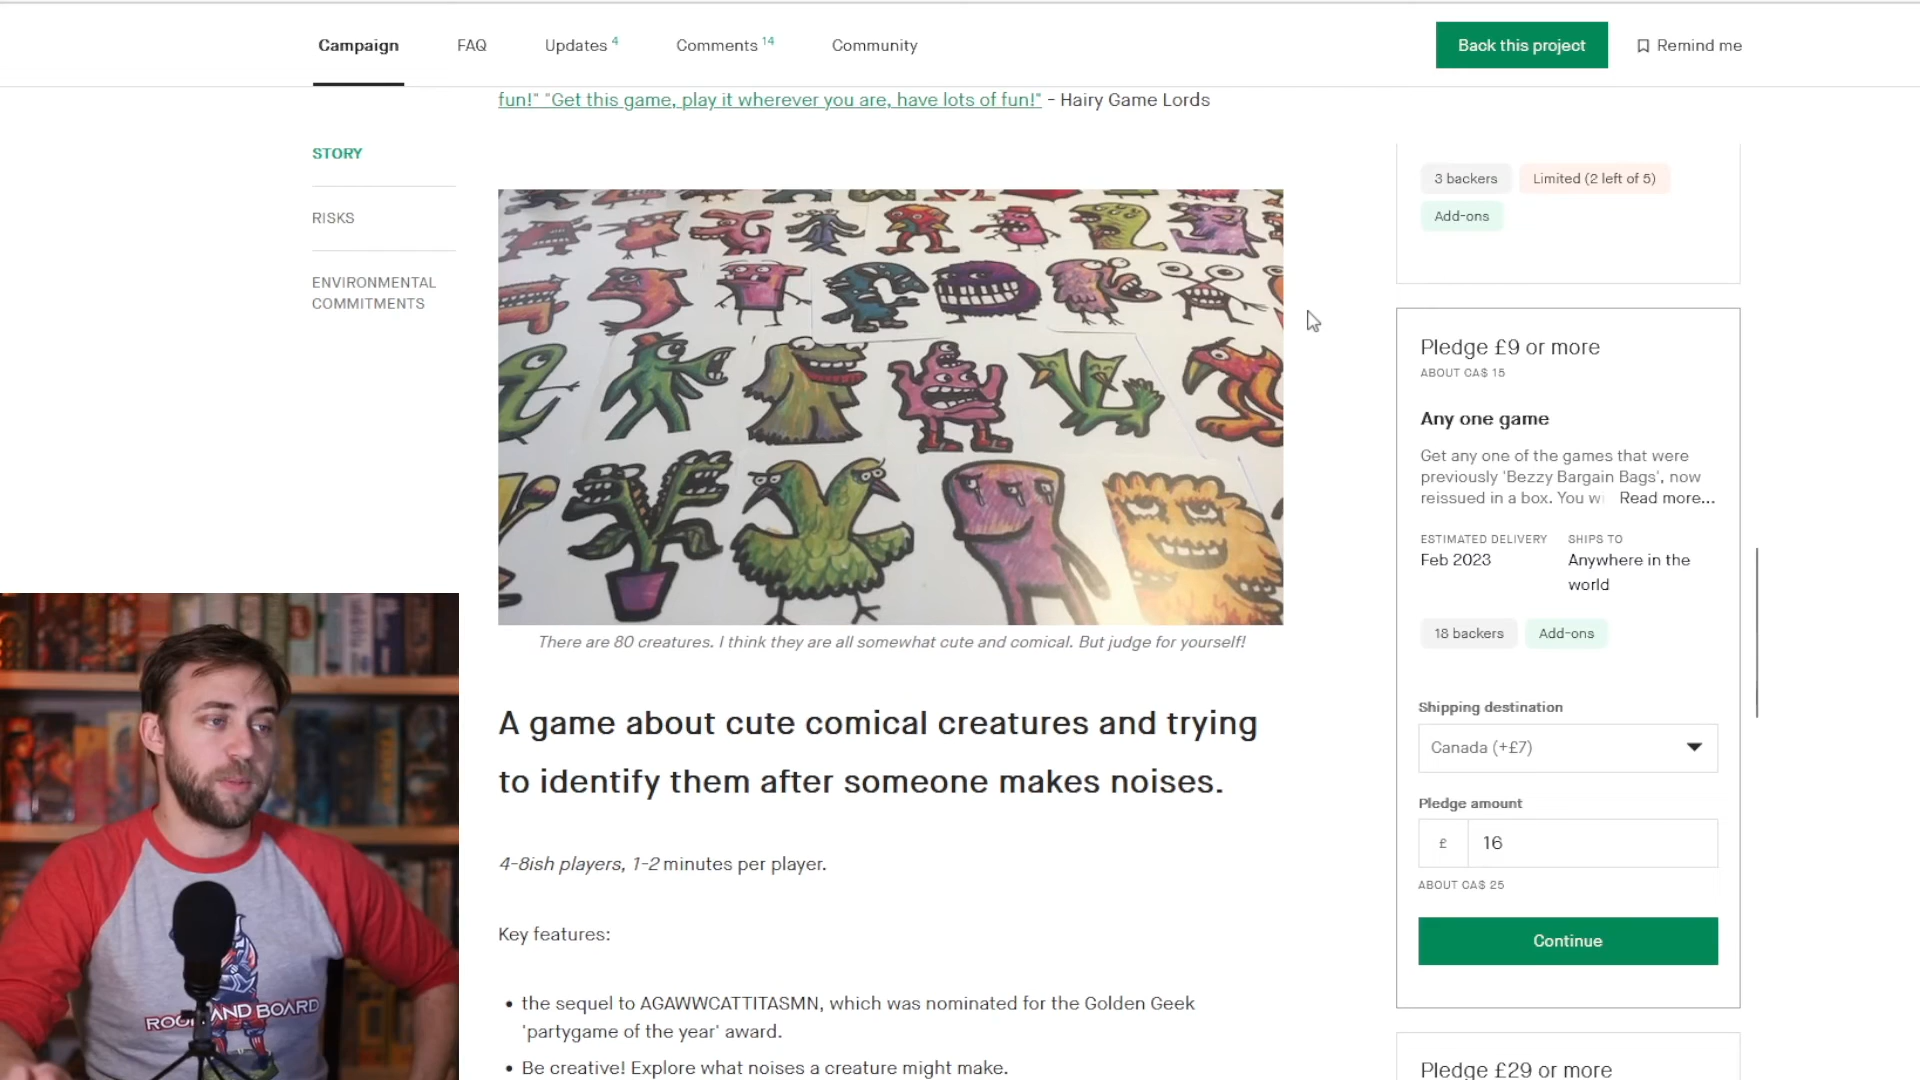 Campaign
FAQ
Updates 4
Comments 14
Community
Back this project
Remind me
fun!" "Get this game, play it wherever you are, have lots of fun!" - Hairy Game Lords
STORY
RISKS
ENVIRONMENTAL
COMMITMENTS
There are 80 creatures. I think they are all somewhat cute and comical. But judge for yourself!
A game about cute comical creatures and trying
to identify them after someone makes noises.
4-8ish players, 1-2 minutes per player.
Key features:
• the sequel to AGAWWCATTITASMN, which was nominated for the Golden Geek
'partygame of the year' award.
• Be creative! Explore what noises a creature might make.
3 backers
Limited (2 left of 5)
Add-ons
Pledge £9 or more
ABOUT CA$ 15
Any one game
Get any one of the games that were
previously 'Bezzy Bargain Bags', now
reissued in a box. You w Read more...
ESTIMATED DELIVERY
Feb 2023
SHIPS TO
Anywhere in the
world
18 backers
Add-ons
Shipping destination
Canada (+£7)
Pledge amount
£ 16
ABOUT CA$ 25
Continue
Pledge £29 or more
AND BOARD